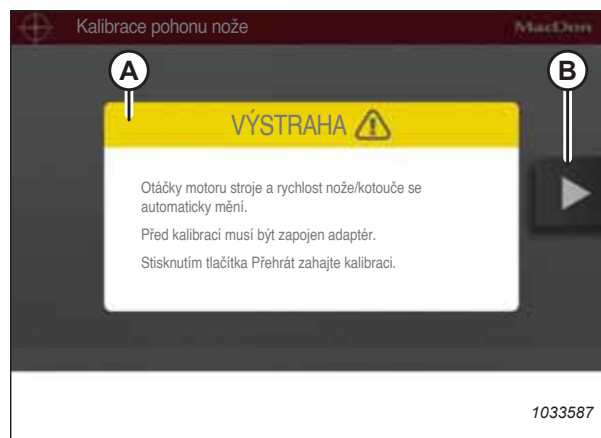 Kalibrace pohonu nože
MacDon
A
B
VÝSTRAHA
Otáčky motoru stroje a rychlost nože/kotouče se
automaticky mění.
Před kalibrací musí být zapojen adaptér.
Stisknutím tlačítka Přehrát zahajte kalibraci.
1033587